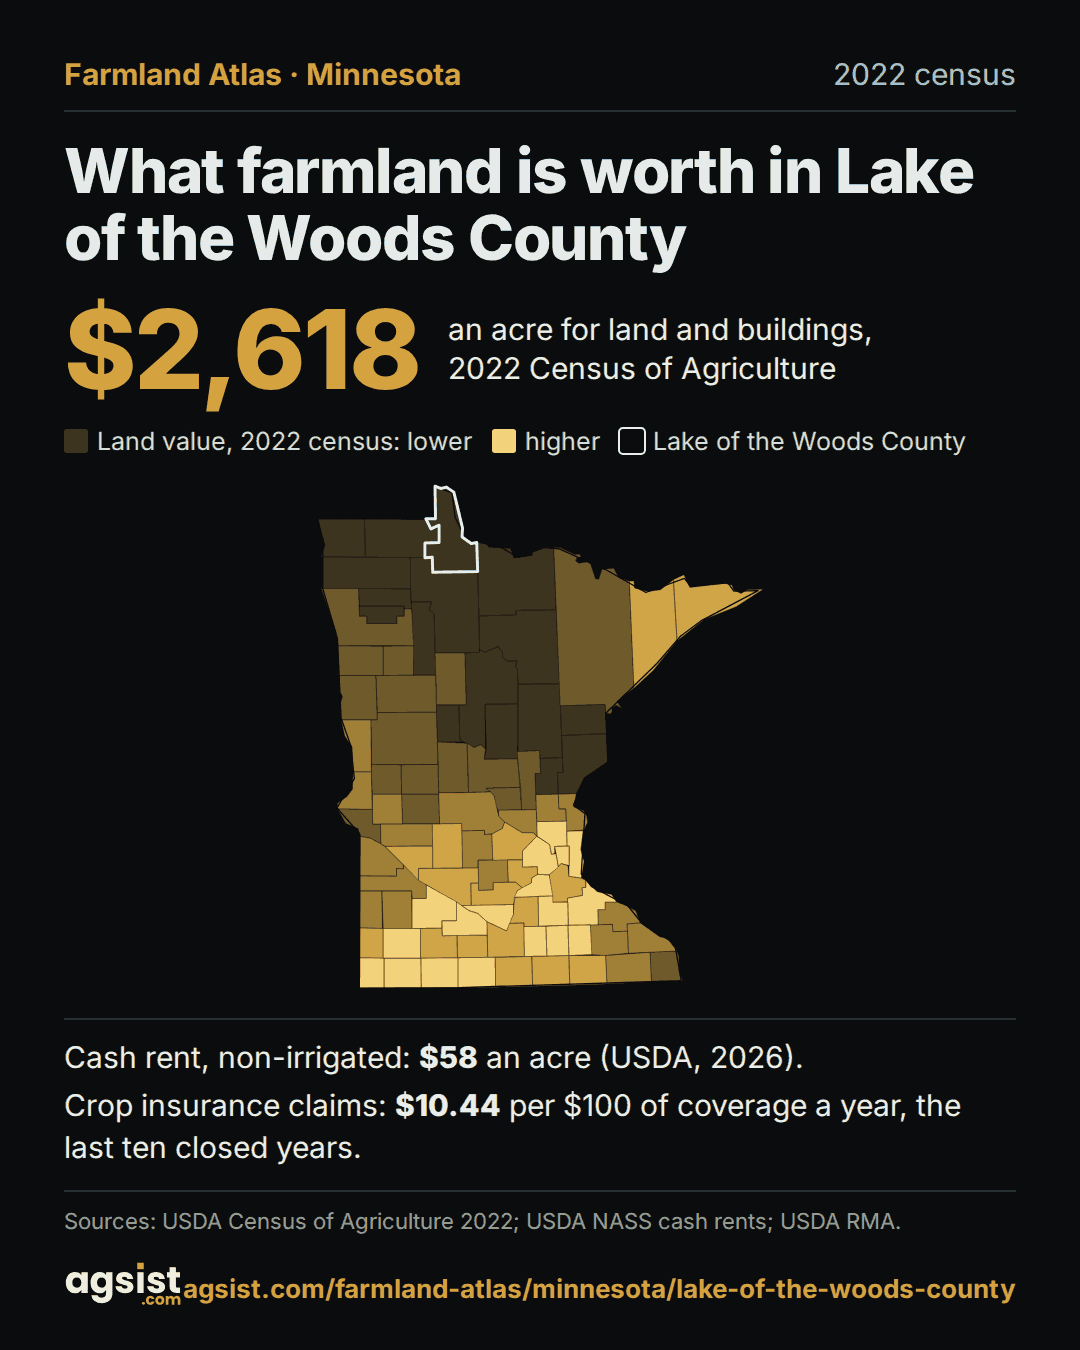 Farmland Atlas · Minnesota
2022 census
What farmland is worth in Lake
of the Woods County
$2,618
an acre for land and buildings,
2022 Census of Agriculture
Land value, 2022 census: lower
higher
Lake of the Woods County
Cash rent, non-irrigated: $58 an acre (USDA, 2026).
Crop insurance claims: $10.44 per $100 of coverage a year, the
last ten closed years.
Sources: USDA Census of Agriculture 2022; USDA NASS cash rents; USDA RMA.
agsist
.com
agsist.com/farmland-atlas/minnesota/lake-of-the-woods-county